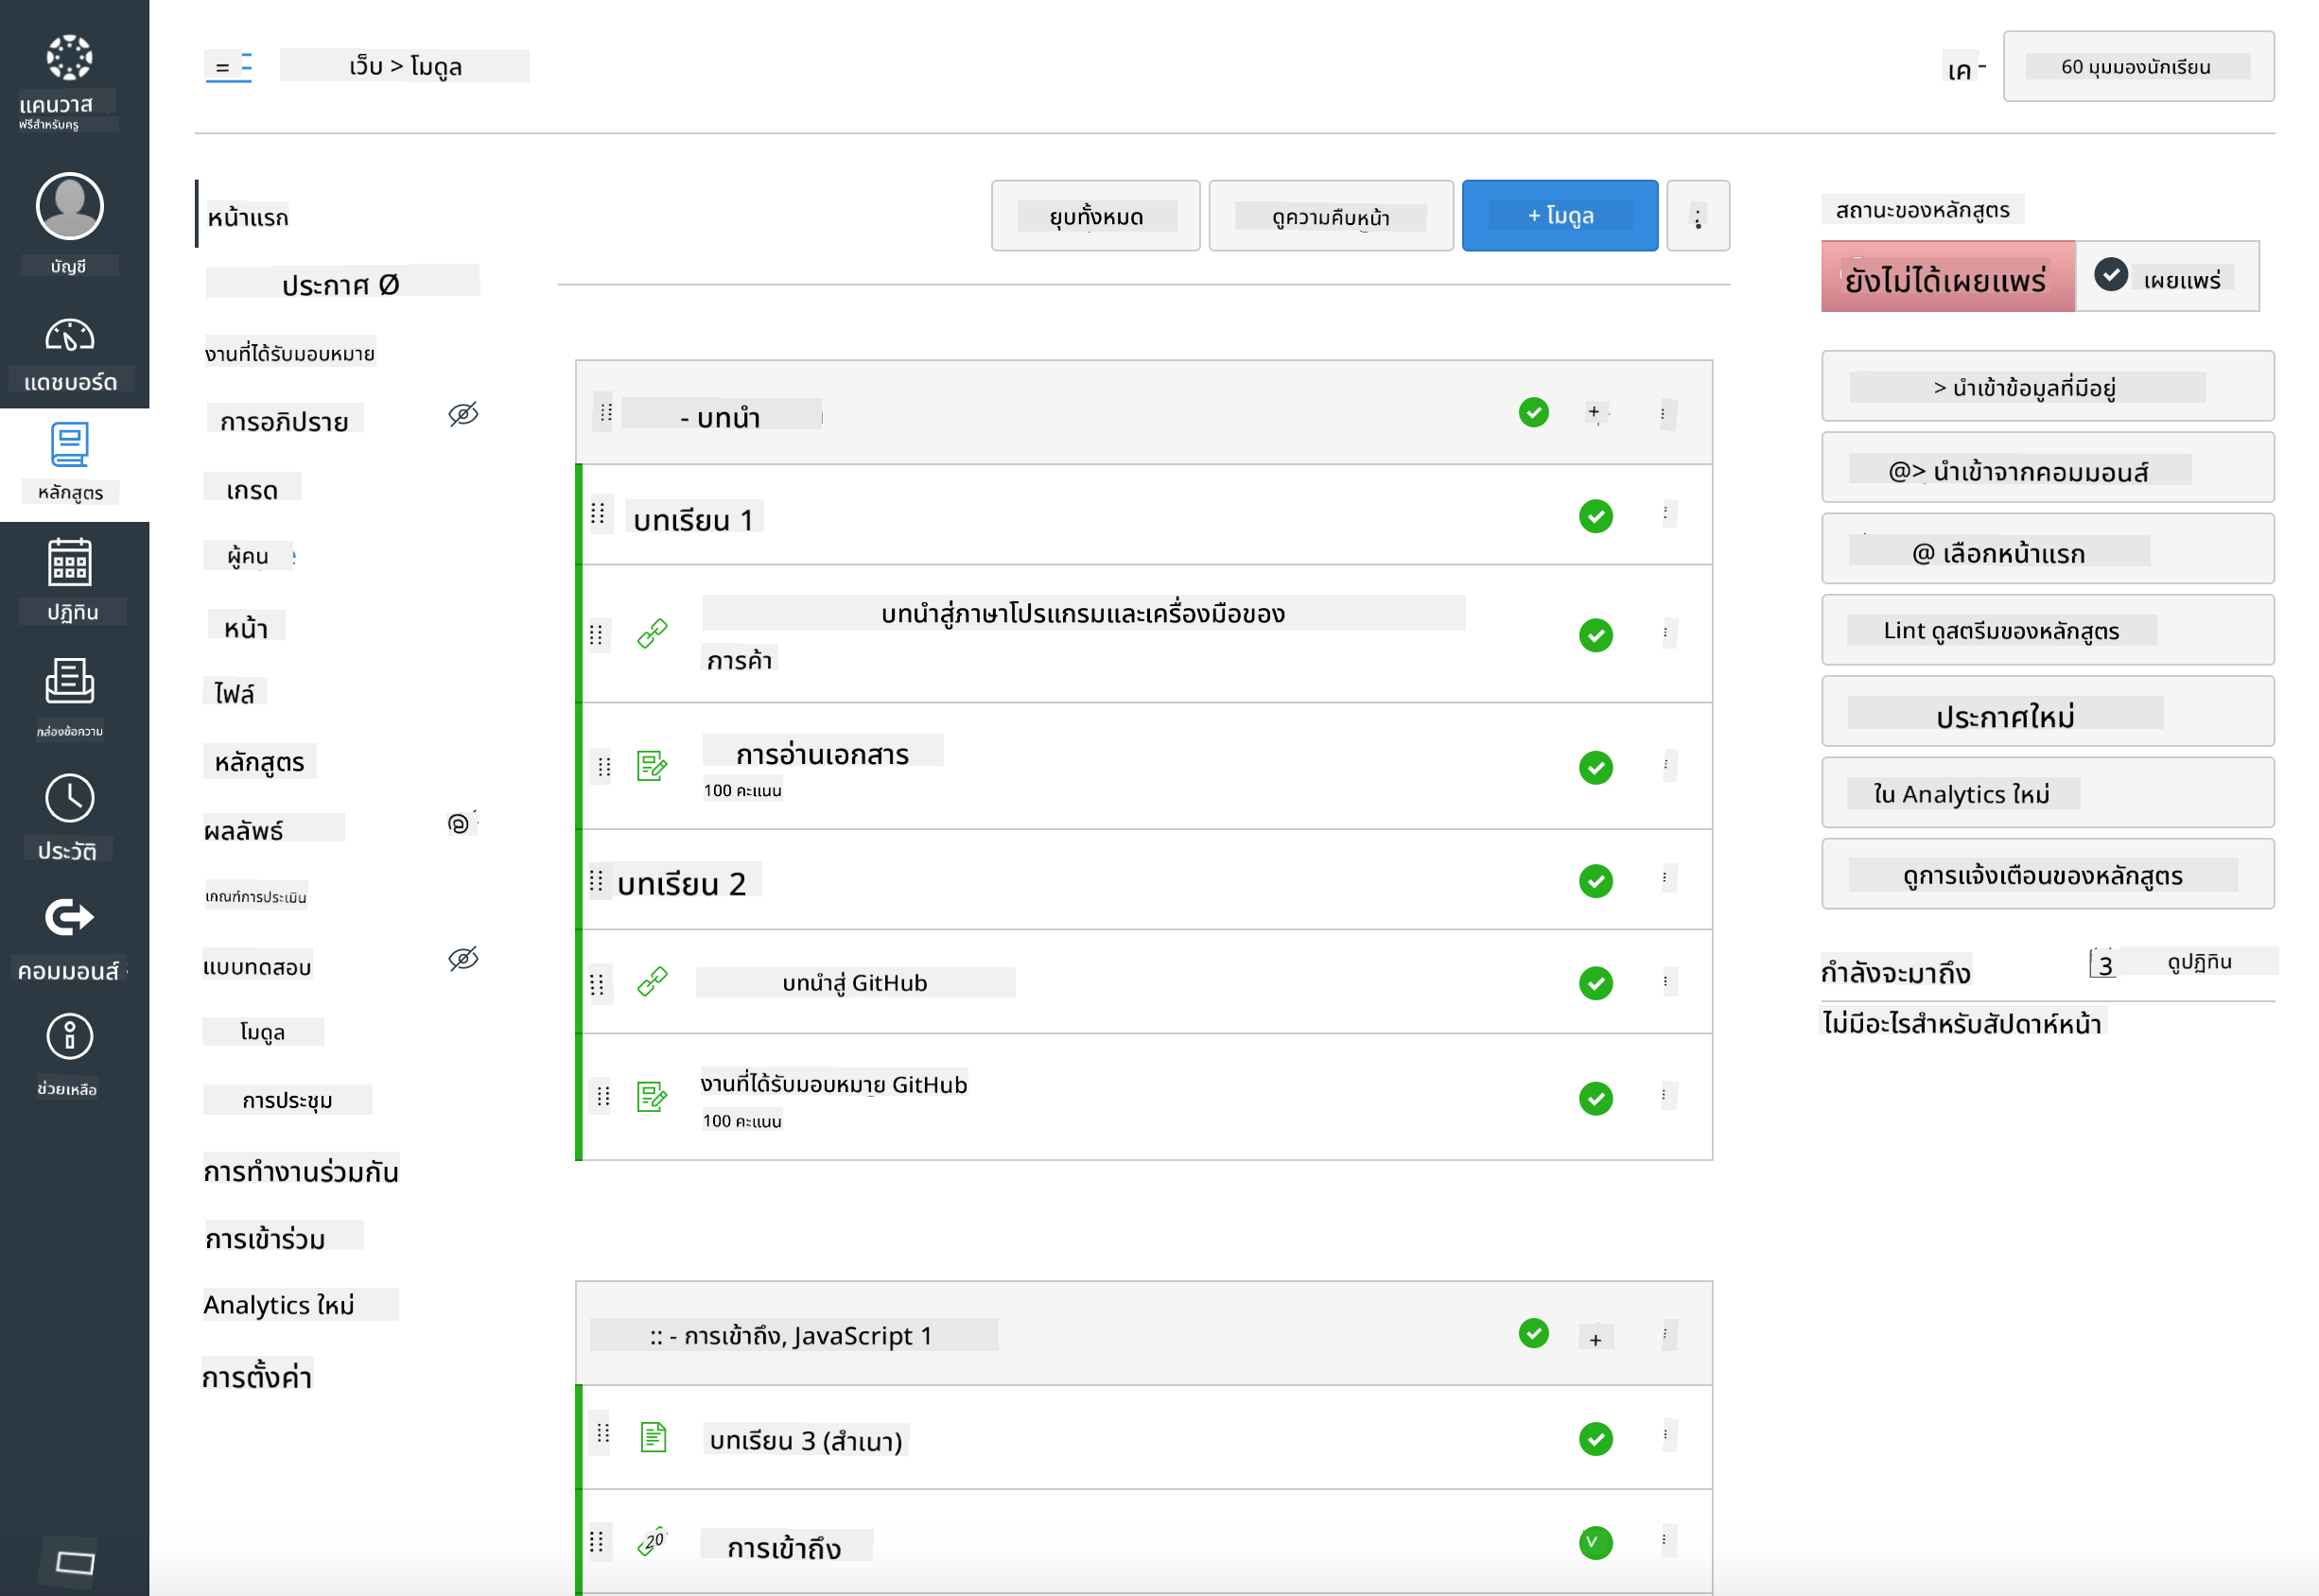 แคนวาส
ฟรีสำหรับครู
บัญชี
แดชบอร์ด
หลักสูตร
ปฏิทิน
กล่องข้อความ
ประวัติ
คอมมอนส์
ช่วยเหลือ
= เว็บ > โมดูล
เค
60 มุมมองนักเรียน
หน้าแรก
ประกาศ Ø
งานที่ได้รับมอบหมาย
การอภิปราย
เกรด
ผู้คน
หน้า
ไฟล์
หลักสูตร
ผลลัพธ์
เกณฑ์การประเมิน
แบบทดสอบ
โมดูล
การประชุม
การทำงานร่วมกัน
การเข้าร่วม
Analytics ใหม่
การตั้งค่า
ยุบทั้งหมด
ดูความคืบหน้า
+ โมดูล
- บทนำ
บทเรียน 1
บทนำสู่ภาษาโปรแกรมและเครื่องมือของ
การค้า
การอ่านเอกสาร
100 คะแนน
บทเรียน 2
บทนำสู่ GitHub
งานที่ได้รับมอบหมาย GitHub
100 คะแนน
:: - การเข้าถึง, JavaScript 1
+
บทเรียน 3 (สำเนา)
20
การเข้าถึง
สถานะของหลักสูตร
ยังไม่ได้เผยแพร่
เผยแพร่
> นำเข้าข้อมูลที่มีอยู่
@> นำเข้าจากคอมมอนส์
@ เลือกหน้าแรก
Lint ดูสตรีมของหลักสูตร
ประกาศใหม่
ใน Analytics ใหม่
ดูการแจ้งเตือนของหลักสูตร
กำลังจะมาถึง
3 ดูปฏิทิน
ไม่มีอะไรสำหรับสัปดาห์หน้า